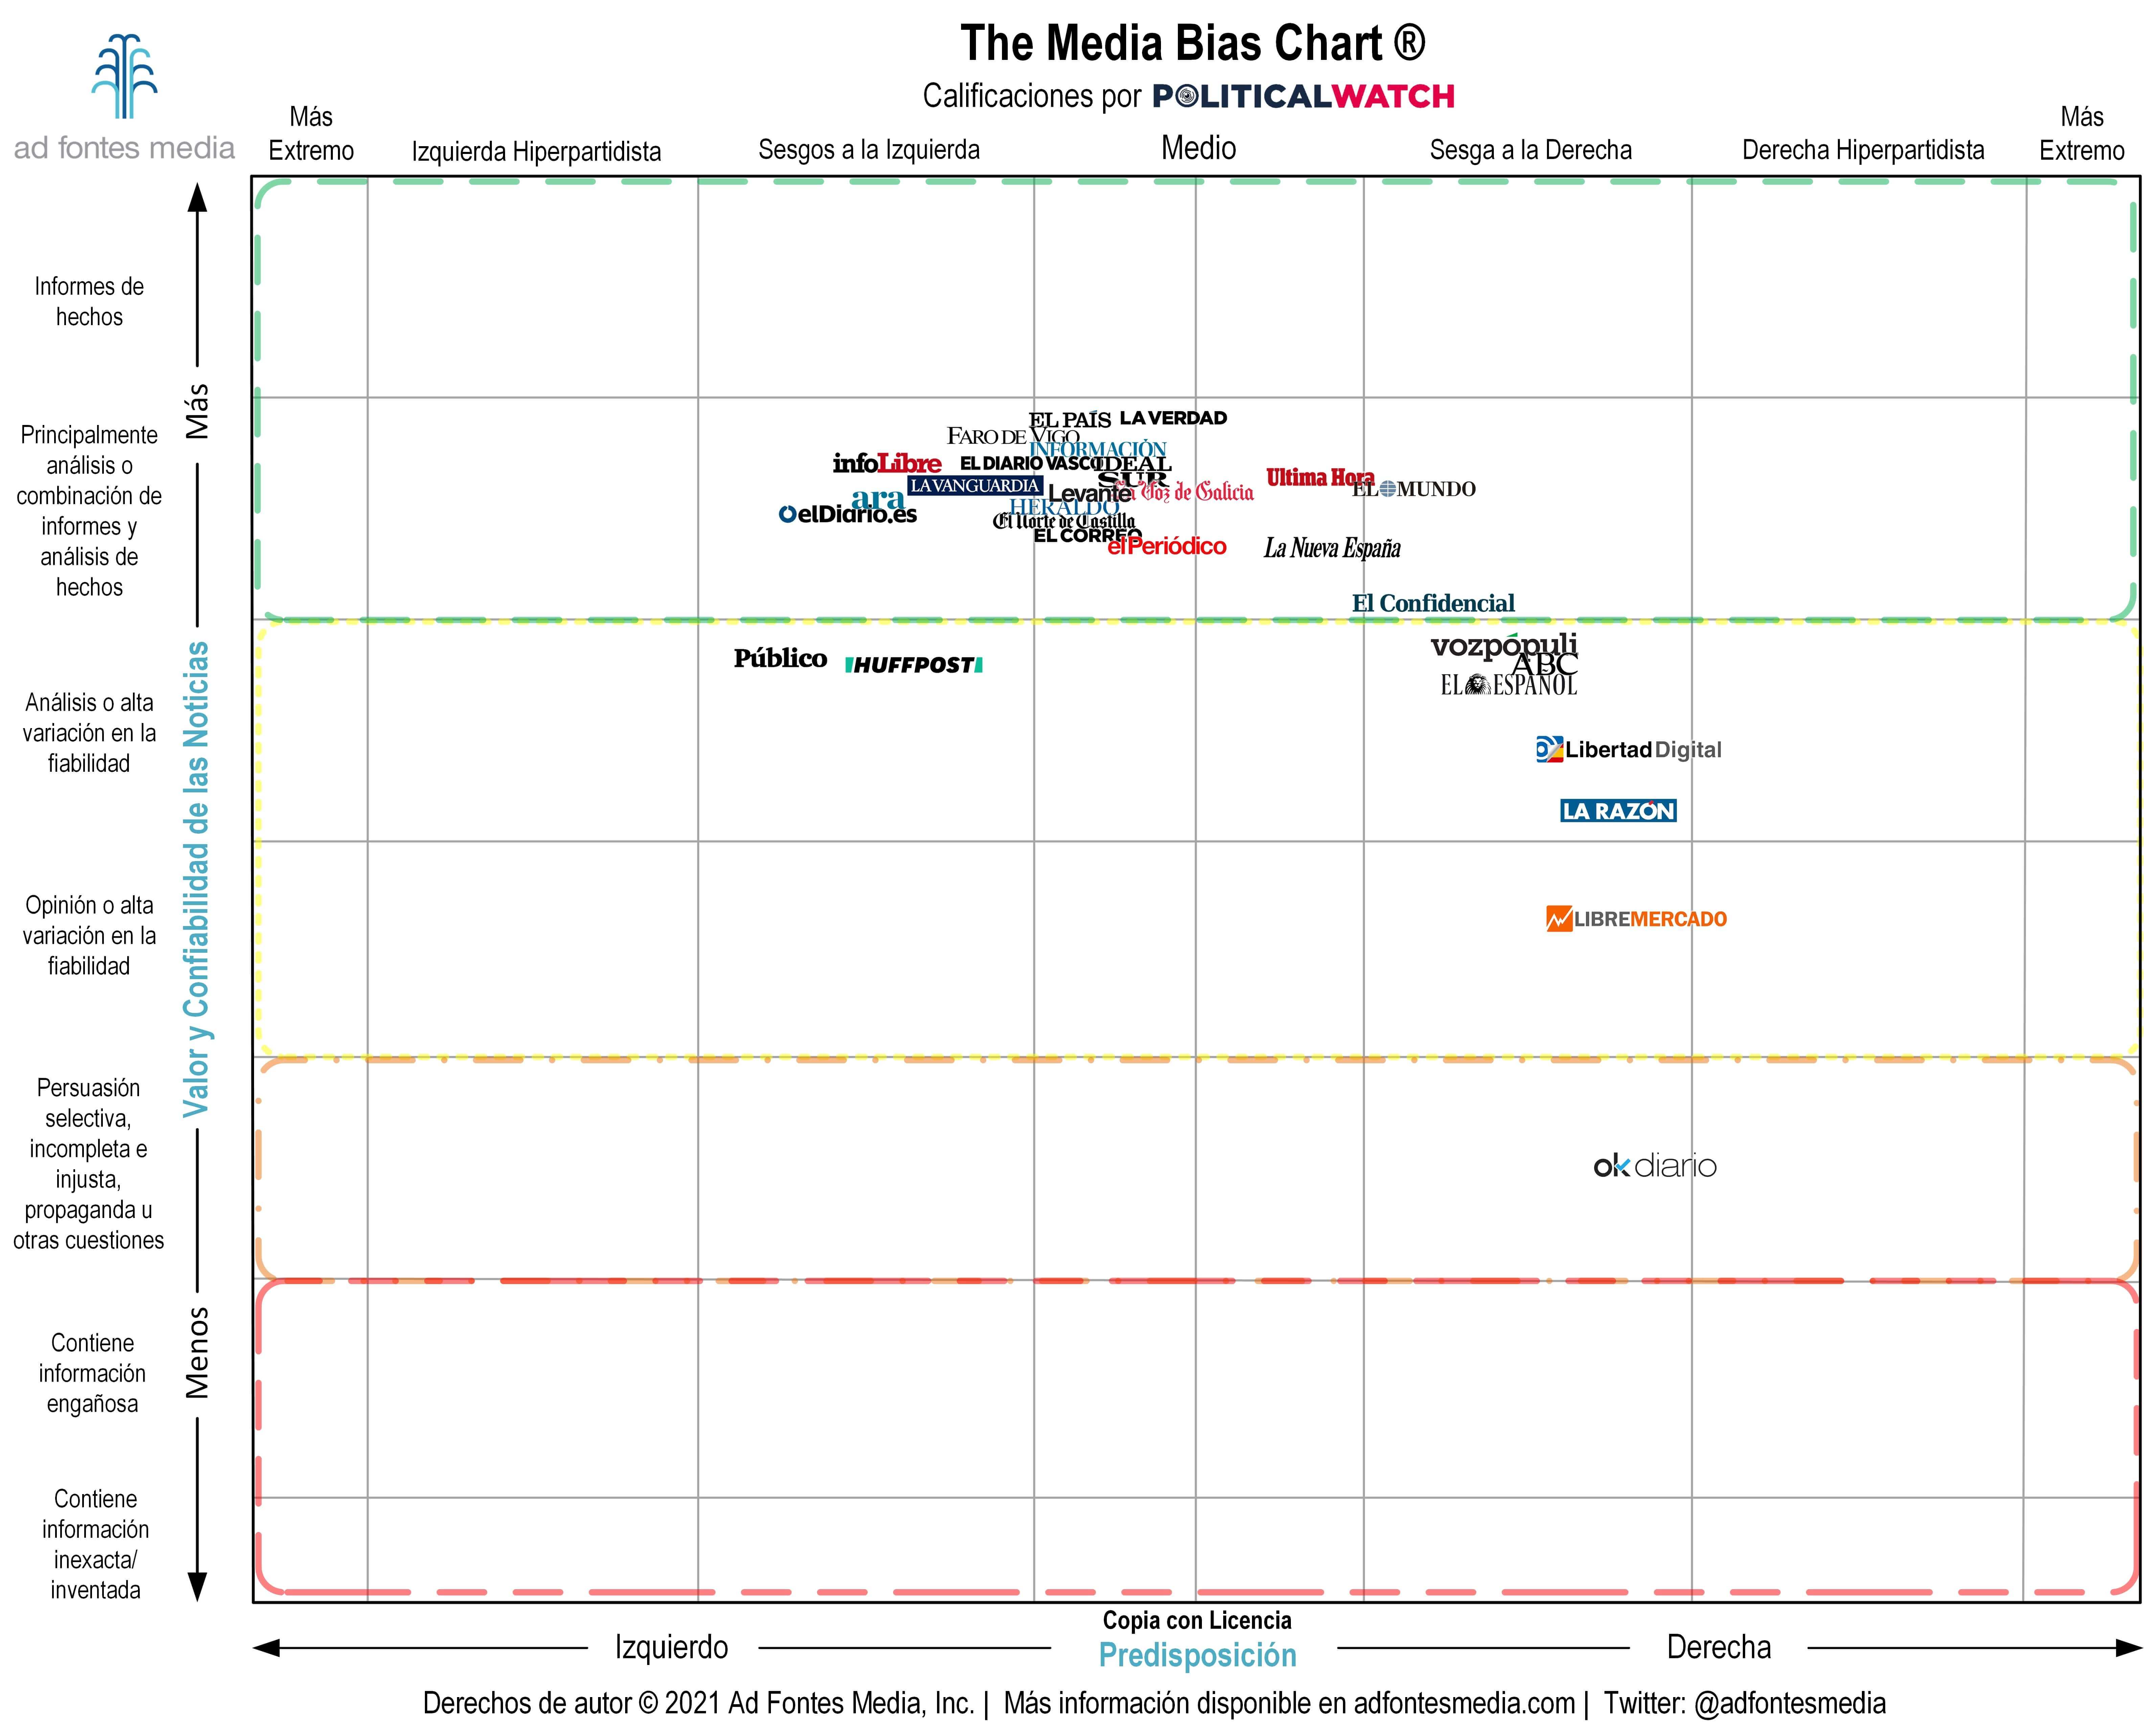 The Media Bias Chart ®
Calificaciones por POLITICALWATCH
ad fontes media
Más
Extremo
Izquierda Hiperpartidista
Sesgos a la Izquierda
Medio
Sesga a la Derecha
Derecha Hiperpartidista
Más
Extremo
Informes de
hechos
Principalmente
análisis o
combinación de
informes y
análisis de
hechos
Análisis o alta
variación en la
fiabilidad
Opinión o alta
variación en la
fiabilidad
Persuasión
selectiva,
incompleta e
injusta,
propaganda u
otras cuestiones
Contiene
información
engañosa
Contiene
información
inexacta/
inventada
Más
Valor y Confiabilidad de las Noticias
Menos
EL PAÍS
LA VERDAD
FARO DE VIGO
INFORMACIÓN
infoLibre
EL DIARIO VASCO
IDEAL
SUR
LA VANGUARDIA
Levante
La Voz de Galicia
Ultima Hora
EL MUNDO
ara
elDiario.es
HERALDO
El Norte de Castilla
EL CORREO
elPeriódico
La Nueva España
El Confidencial
Público
HUFFPOST
vozpópuli
ABC
EL ESPAÑOL
Libertad Digital
LA RAZÓN
LIBREMERCADO
okdiario
Copia con Licencia
Izquierdo
Predisposición
Derecha
Derechos de autor © 2021 Ad Fontes Media, Inc. | Más información disponible en adfontesmedia.com | Twitter: @adfontesmedia